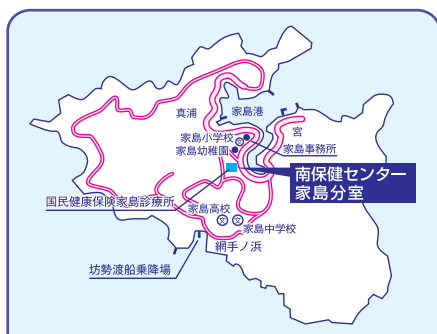 真浦
家島港
宮
家島小学校
文
家島幼稚園
家島事務所
南保健センター
家島分室
国民健康保険家島診療所
家島高校
文
文
家島中学校
網手ノ浜
坊勢渡船乗降場